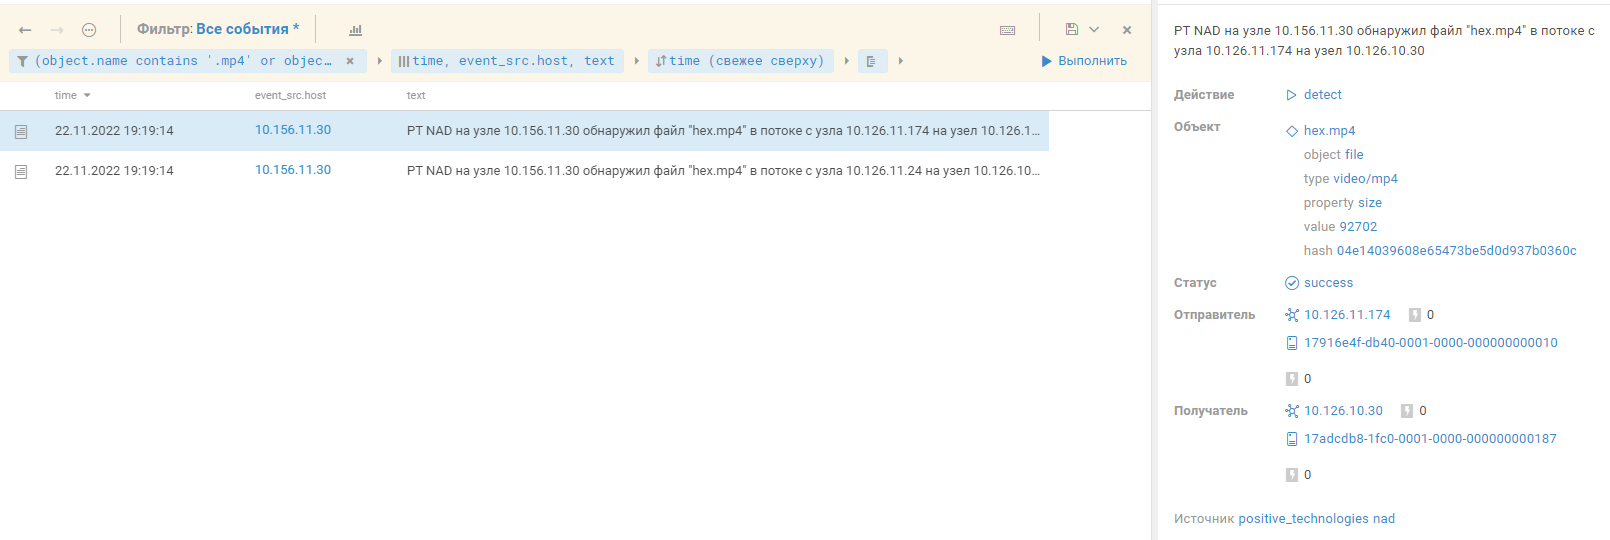 Фильтр: Все события *
(object.name contains '.mp4' or objec…
time, event_src.host, text
time (свежее сверху)
Выполнить
time event_src.host text
22.11.2022 19:19:14 10.156.11.30 PT NAD на узле 10.156.11.30 обнаружил файл "hex.mp4" в потоке с узла 10.126.11.174 на узел 10.126.1…
22.11.2022 19:19:14 10.156.11.30 PT NAD на узле 10.156.11.30 обнаружил файл "hex.mp4" в потоке с узла 10.126.11.24 на узел 10.126.10…
PT NAD на узле 10.156.11.30 обнаружил файл "hex.mp4" в потоке с
узла 10.126.11.174 на узел 10.126.10.30
Действие detect
Объект hex.mp4
object file
type video/mp4
property size
value 92702
hash 04e14039608e65473be5d0d937b0360c
Статус success
Отправитель 10.126.11.174 0
17916e4f-db40-0001-0000-000000000010
0
Получатель 10.126.10.30 0
17adcdb8-1fc0-0001-0000-000000000187
0
Источник positive_technologies nad